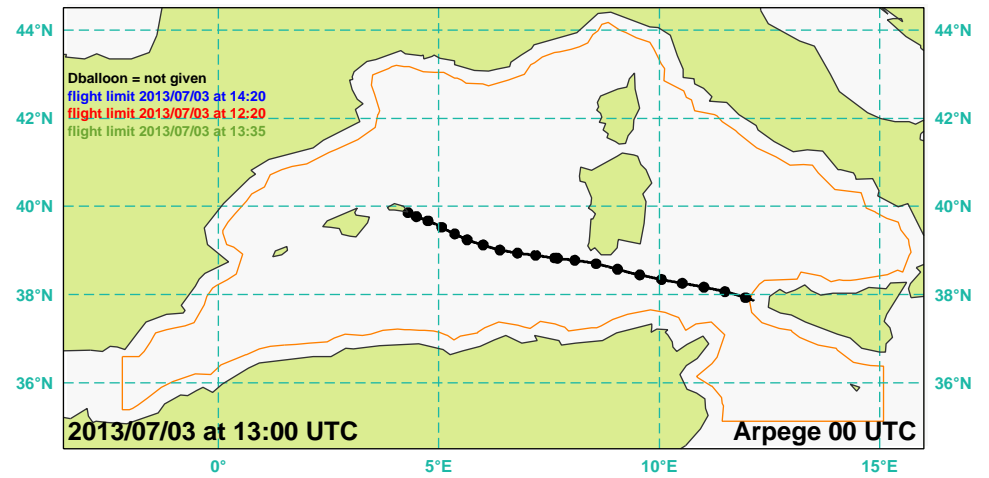 44°N 44°N
Dballoon = not given
flight limit 2013/07/03 at 14:20
flight limit 2013/07/03 at 12:20
42°N 42°N
flight limit 2013/07/03 at 13:35
40°N 40°N
38°N 38°N
36°N 36°N
2013/07/03 at 13:00 UTC Arpege 00 UTC
0° 5°E 10°E 15°E